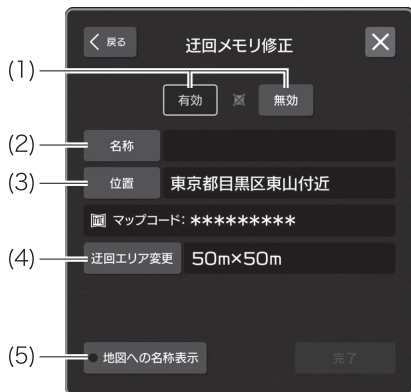 戻る 迂回メモリ修正
(1) 有効 無効
(2) 名称
(3) 位置 東京都目黒区東山付近
マップコード: *********
(4) 迂回エリア変更 50m×50m
(5) 地図への名称表示 完了